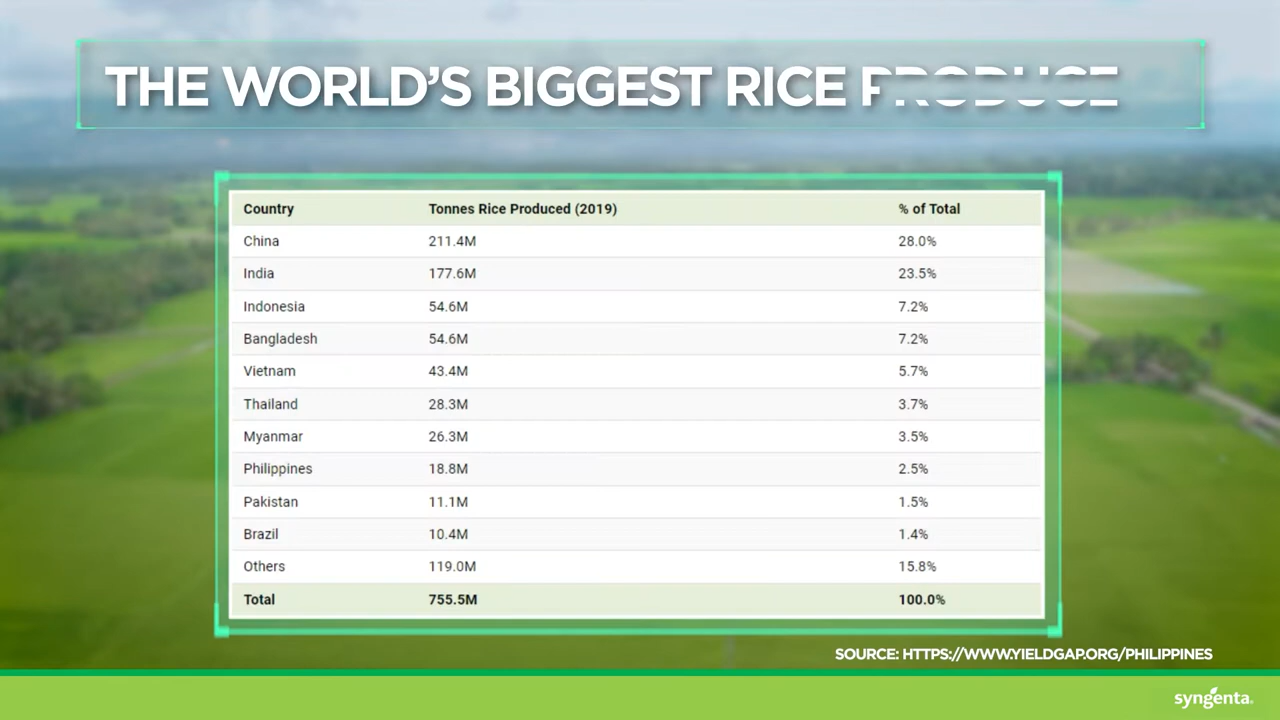 THE WORLD'S BIGGEST RICE PRODUCE
Country Tonnes Rice Produced (2019) % of Total
China 211.4M 28.0%
India 177.6M 23.5%
Indonesia 54.6M 7.2%
Bangladesh 54.6M 7.2%
Vietnam 43.4M 5.7%
Thailand 28.3M 3.7%
Myanmar 26.3M 3.5%
Philippines 18.8M 2.5%
Pakistan 11.1M 1.5%
Brazil 10.4M 1.4%
Others 119.0M 15.8%
Total 755.5M 100.0%
SOURCE: HTTPS://WWW.YIELDGAP.ORG/PHILIPPINES
syngenta.